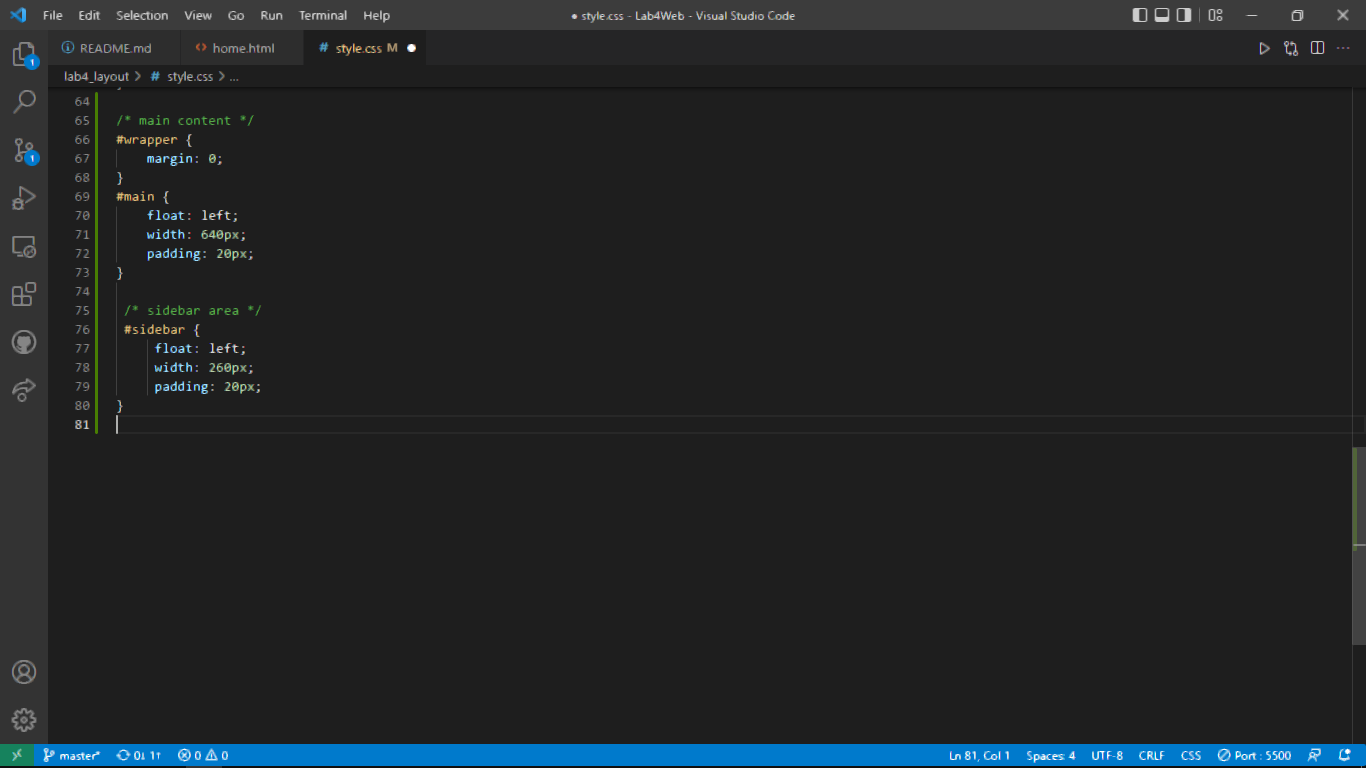 File Edit Selection View Go Run Terminal Help ● style.css - Lab4Web - Visual Studio Code
README.md home.html # style.css M ●
lab4_layout > # style.css > ...
64
65 /* main content */
66 #wrapper {
67     margin: 0;
68 }
69 #main {
70     float: left;
71     width: 640px;
72     padding: 20px;
73 }
74
75  /* sidebar area */
76  #sidebar {
77      float: left;
78      width: 260px;
79      padding: 20px;
80 }
81
1
1
master* 0↓ 1↑ 0 0 Ln 81, Col 1 Spaces: 4 UTF-8 CRLF CSS Port : 5500